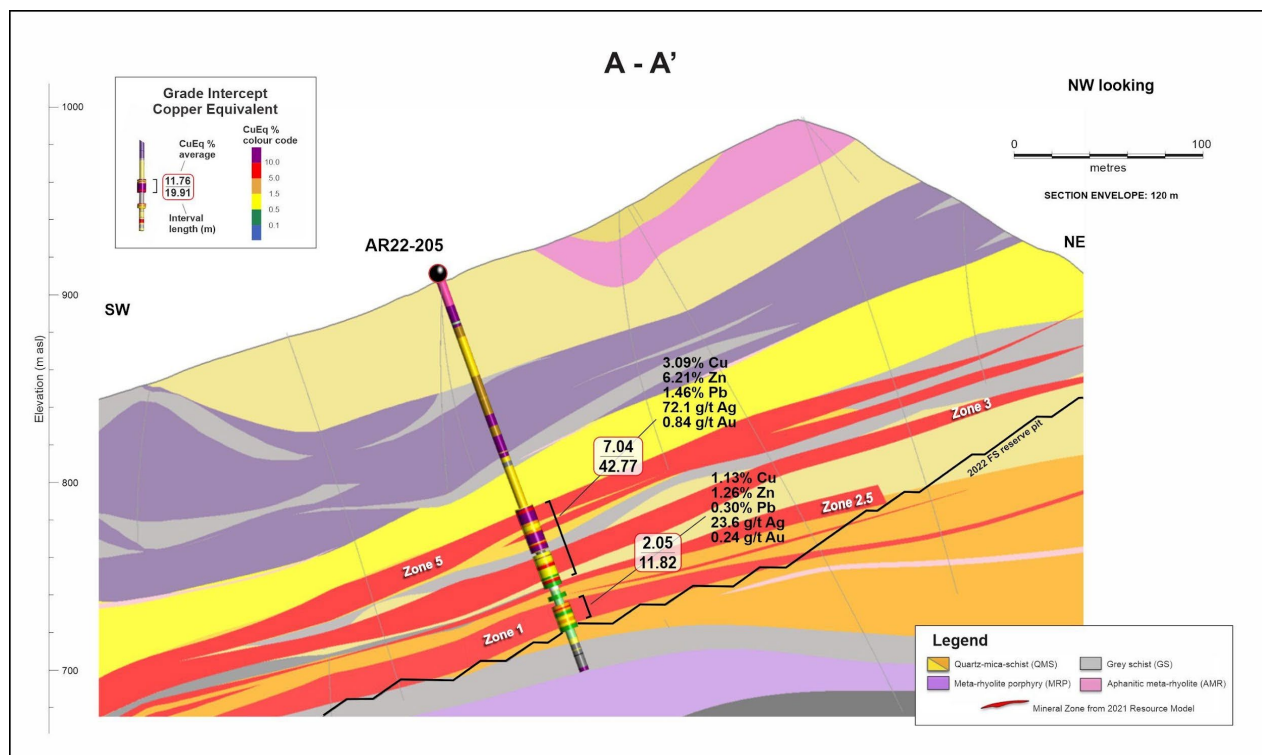 A - A’
NW looking
0 100
metres
SECTION ENVELOPE: 120 m
Grade Intercept
Copper Equivalent
CuEq %
average
CuEq %
colour code
11.76
19.91
Interval
length (m)
10.0
5.0
1.5
0.5
0.1
Elevation (m asl)
1000
900
800
700
SW
NE
AR22-205
3.09% Cu
6.21% Zn
1.46% Pb
72.1 g/t Ag
0.84 g/t Au
7.04
42.77
1.13% Cu
1.26% Zn
0.30% Pb
23.6 g/t Ag
0.24 g/t Au
2.05
11.82
Zone 3
2022 FS reserve pit
Zone 2.5
Zone 5
Zone 1
Legend
Quartz-mica-schist (QMS)
Grey schist (GS)
Meta-rhyolite porphyry (MRP)
Aphanitic meta-rhyolite (AMR)
Mineral Zone from 2021 Resource Model